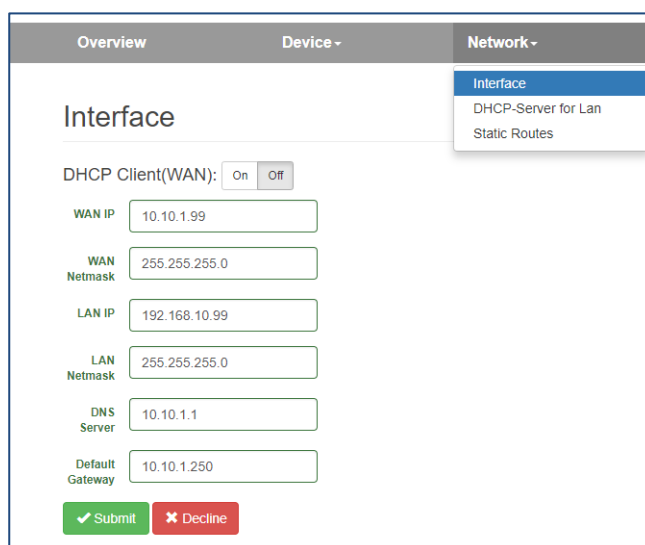 Overview Device Network
Interface
DHCP-Server for Lan
Static Routes
Interface
DHCP Client(WAN): On Off
WAN IP 10.10.1.99
WAN Netmask 255.255.255.0
LAN IP 192.168.10.99
LAN Netmask 255.255.255.0
DNS Server 10.10.1.1
Default Gateway 10.10.1.250
Submit Decline